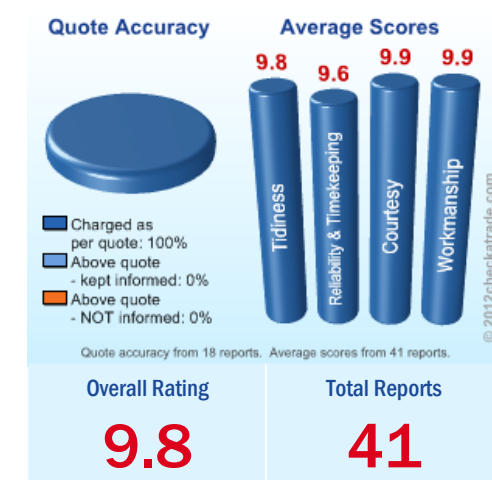 Quote Accuracy
Charged as
per quote: 100%
Above quote
- kept informed: 0%
Above quote
- NOT informed: 0%
Average Scores
9.8
9.6
9.9
9.9
Tidiness
Reliability & Timekeeping
Courtesy
Workmanship
© 2012checkatrade.com
Quote accuracy from 18 reports. Average scores from 41 reports.
Overall Rating
9.8
Total Reports
41